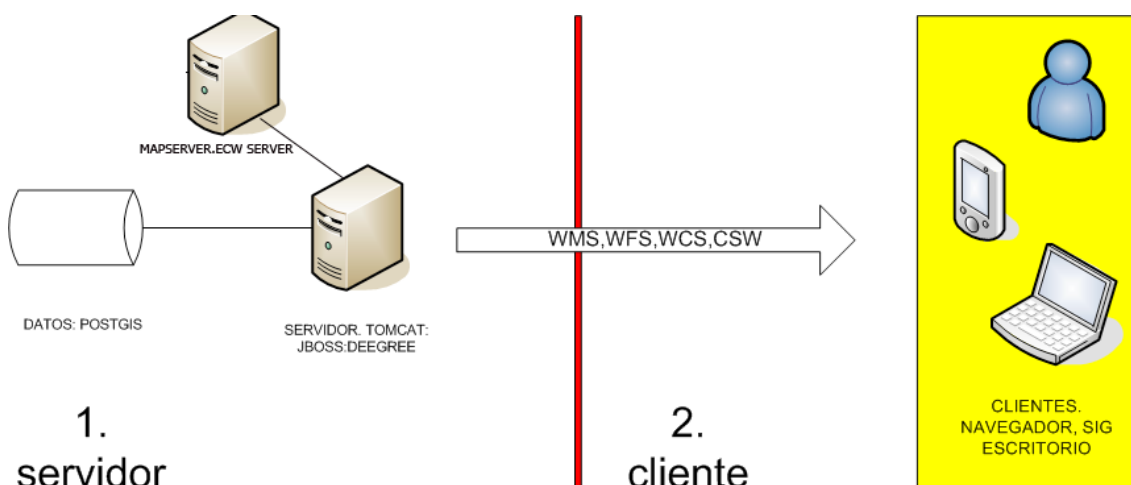 MAPSERVER.ECW SERVER
WMS,WFS,WCS,CSW
DATOS: POSTGIS
SERVIDOR. TOMCAT:
JBOSS:DEEGREE
CLIENTES.
NAVEGADOR, SIG
ESCRITORIO
1.
servidor
2.
cliente